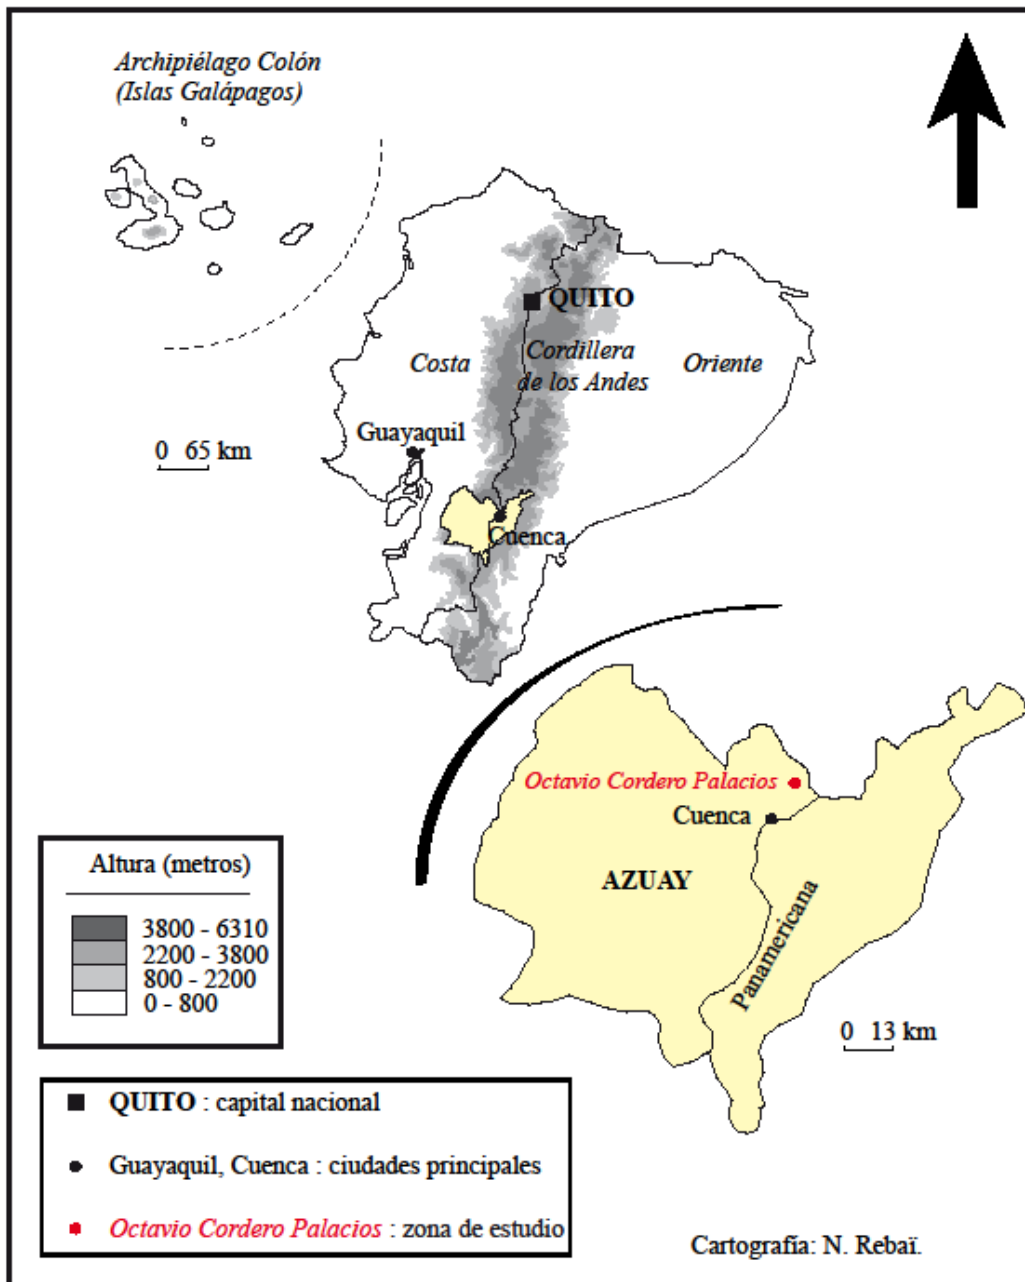 Archipiélago Colón
(Islas Galápagos)
QUITO
Costa
Cordillera
de los Andes
Oriente
Guayaquil
0 65 km
Cuenca
Octavio Cordero Palacios
Cuenca
AZUAY
Panamericana
0 13 km
Altura (metros)
3800 - 6310
2200 - 3800
800 - 2200
0 - 800
QUITO : capital nacional
Guayaquil, Cuenca : ciudades principales
Octavio Cordero Palacios : zona de estudio
Cartografía: N. Rebaï.